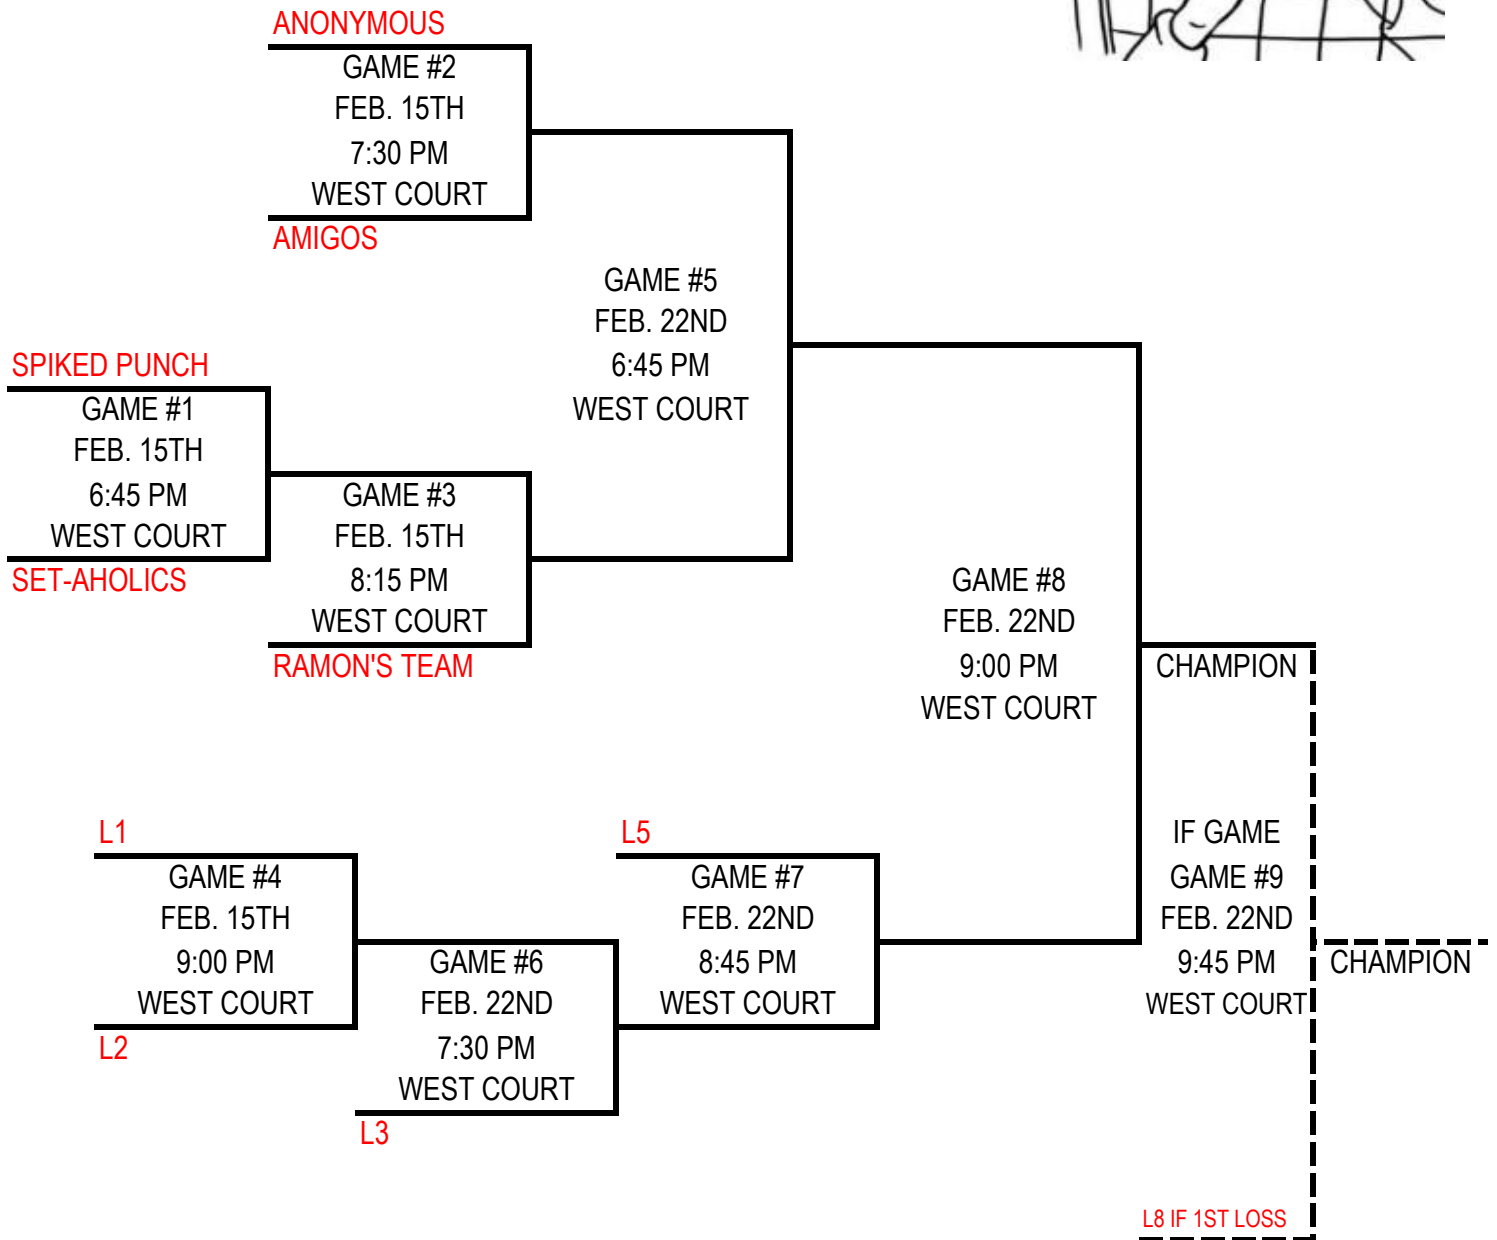 ANONYMOUS
GAME #2
FEB. 15TH
7:30 PM
WEST COURT
AMIGOS
GAME #5
FEB. 22ND
6:45 PM
WEST COURT
SPIKED PUNCH
GAME #1
FEB. 15TH
6:45 PM
WEST COURT
SET-AHOLICS
GAME #3
FEB. 15TH
8:15 PM
WEST COURT
RAMON'S TEAM
GAME #8
FEB. 22ND
9:00 PM
WEST COURT
CHAMPION
L1
GAME #4
FEB. 15TH
9:00 PM
WEST COURT
L2
GAME #6
FEB. 22ND
7:30 PM
WEST COURT
L3
L5
GAME #7
FEB. 22ND
8:45 PM
WEST COURT
IF GAME
GAME #9
FEB. 22ND
9:45 PM
WEST COURT
CHAMPION
L8 IF 1ST LOSS